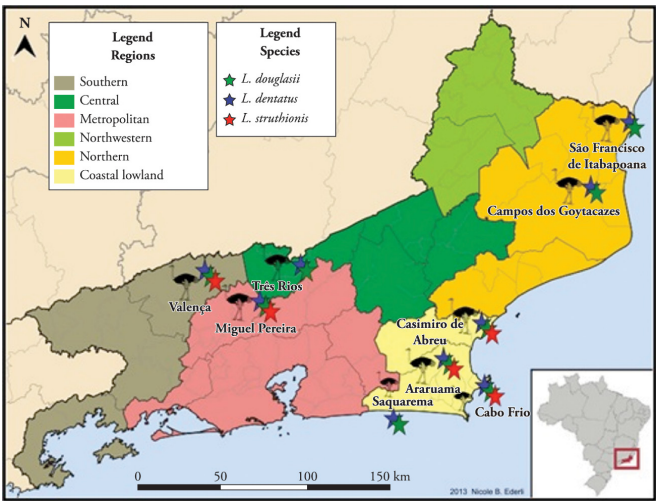 N
Legend
Regions
Southern
Central
Metropolitan
Northwestern
Northern
Coastal lowland
Legend
Species
L. douglasii
L. dentatus
L. struthionis
São Francisco
de Itabapoana
Campos dos Goytacazes
Três Rios
Valença
Miguel Pereira
Casimiro de
Abreu
Araruama
Saquarema
Cabo Frio
0 50 100 150 km
2013 Nicole B. Ederli